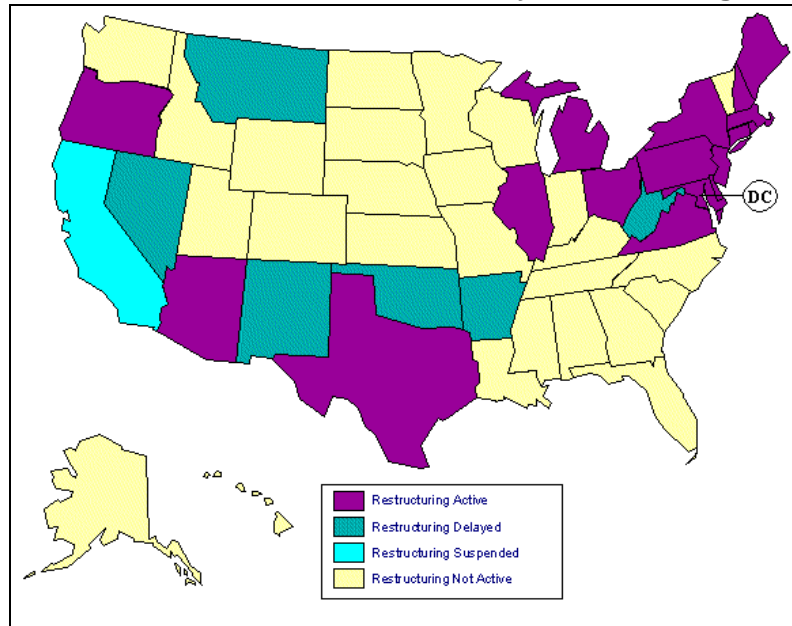 DC
Restructuring Active
Restructuring Delayed
Restructuring Suspended
Restructuring Not Active